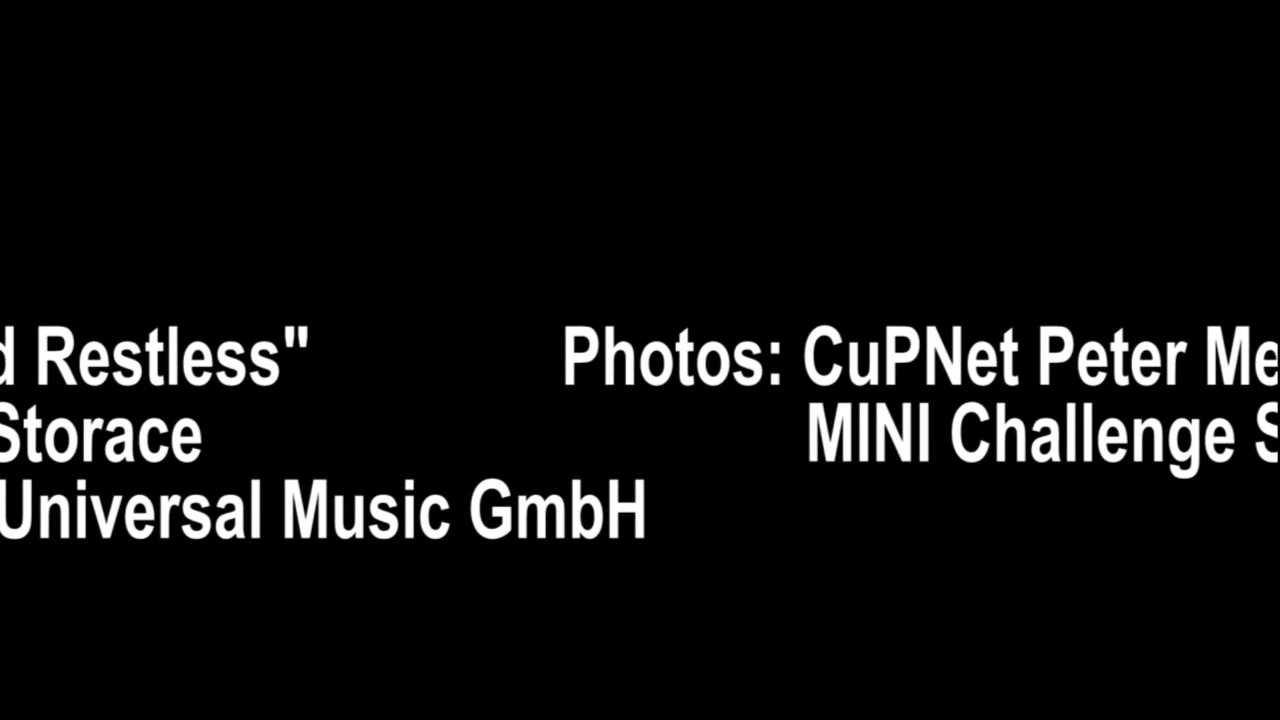 d Restless" Photos: CuPNet Peter Me
Storace MINI Challenge S
Universal Music GmbH